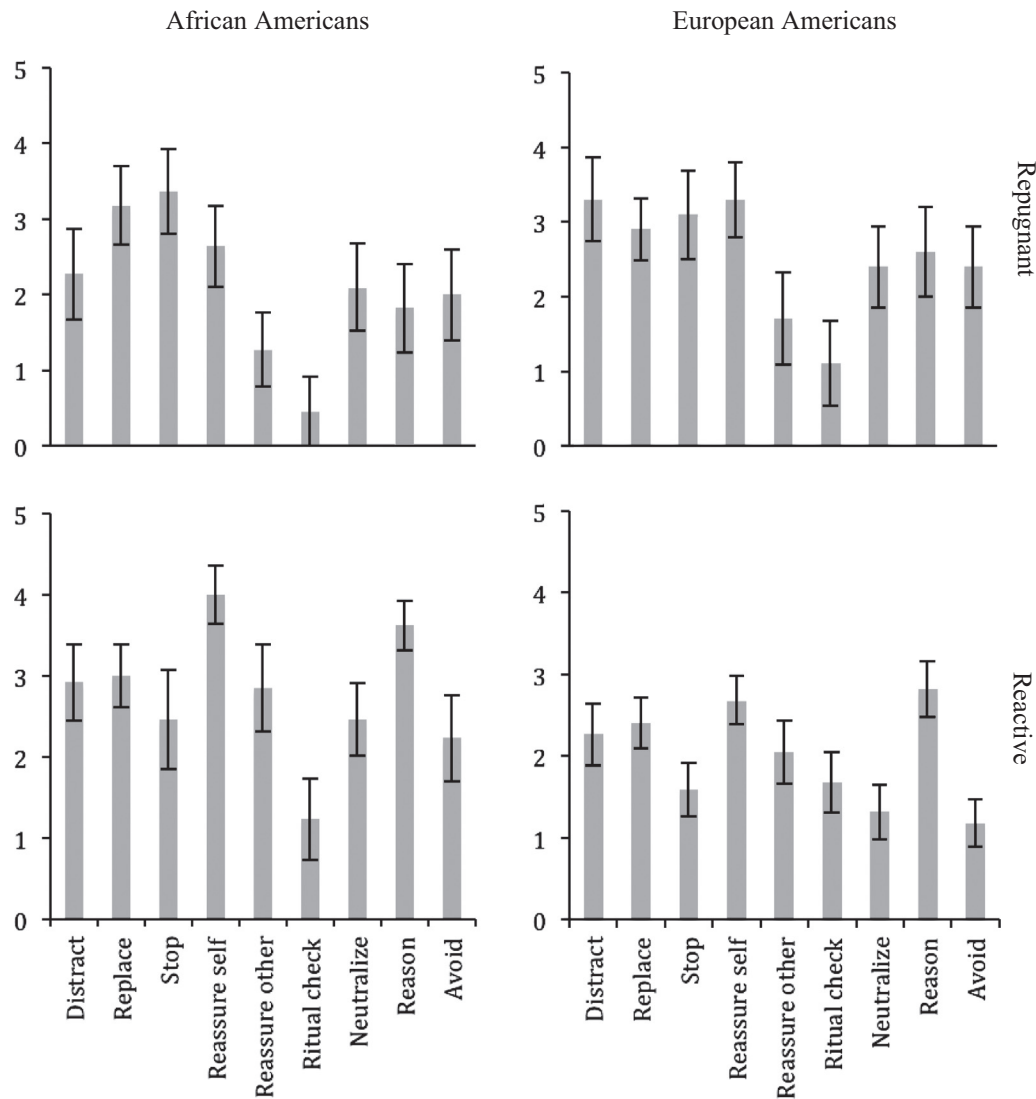 African Americans
European Americans
5
4
3
2
1
0
5
4
3
2
1
0
Repugnant
5
4
3
2
1
0
5
4
3
2
1
0
Reactive
Distract
Replace
Stop
Reassure self
Reassure other
Ritual check
Neutralize
Reason
Avoid
Distract
Replace
Stop
Reassure self
Reassure other
Ritual check
Neutralize
Reason
Avoid